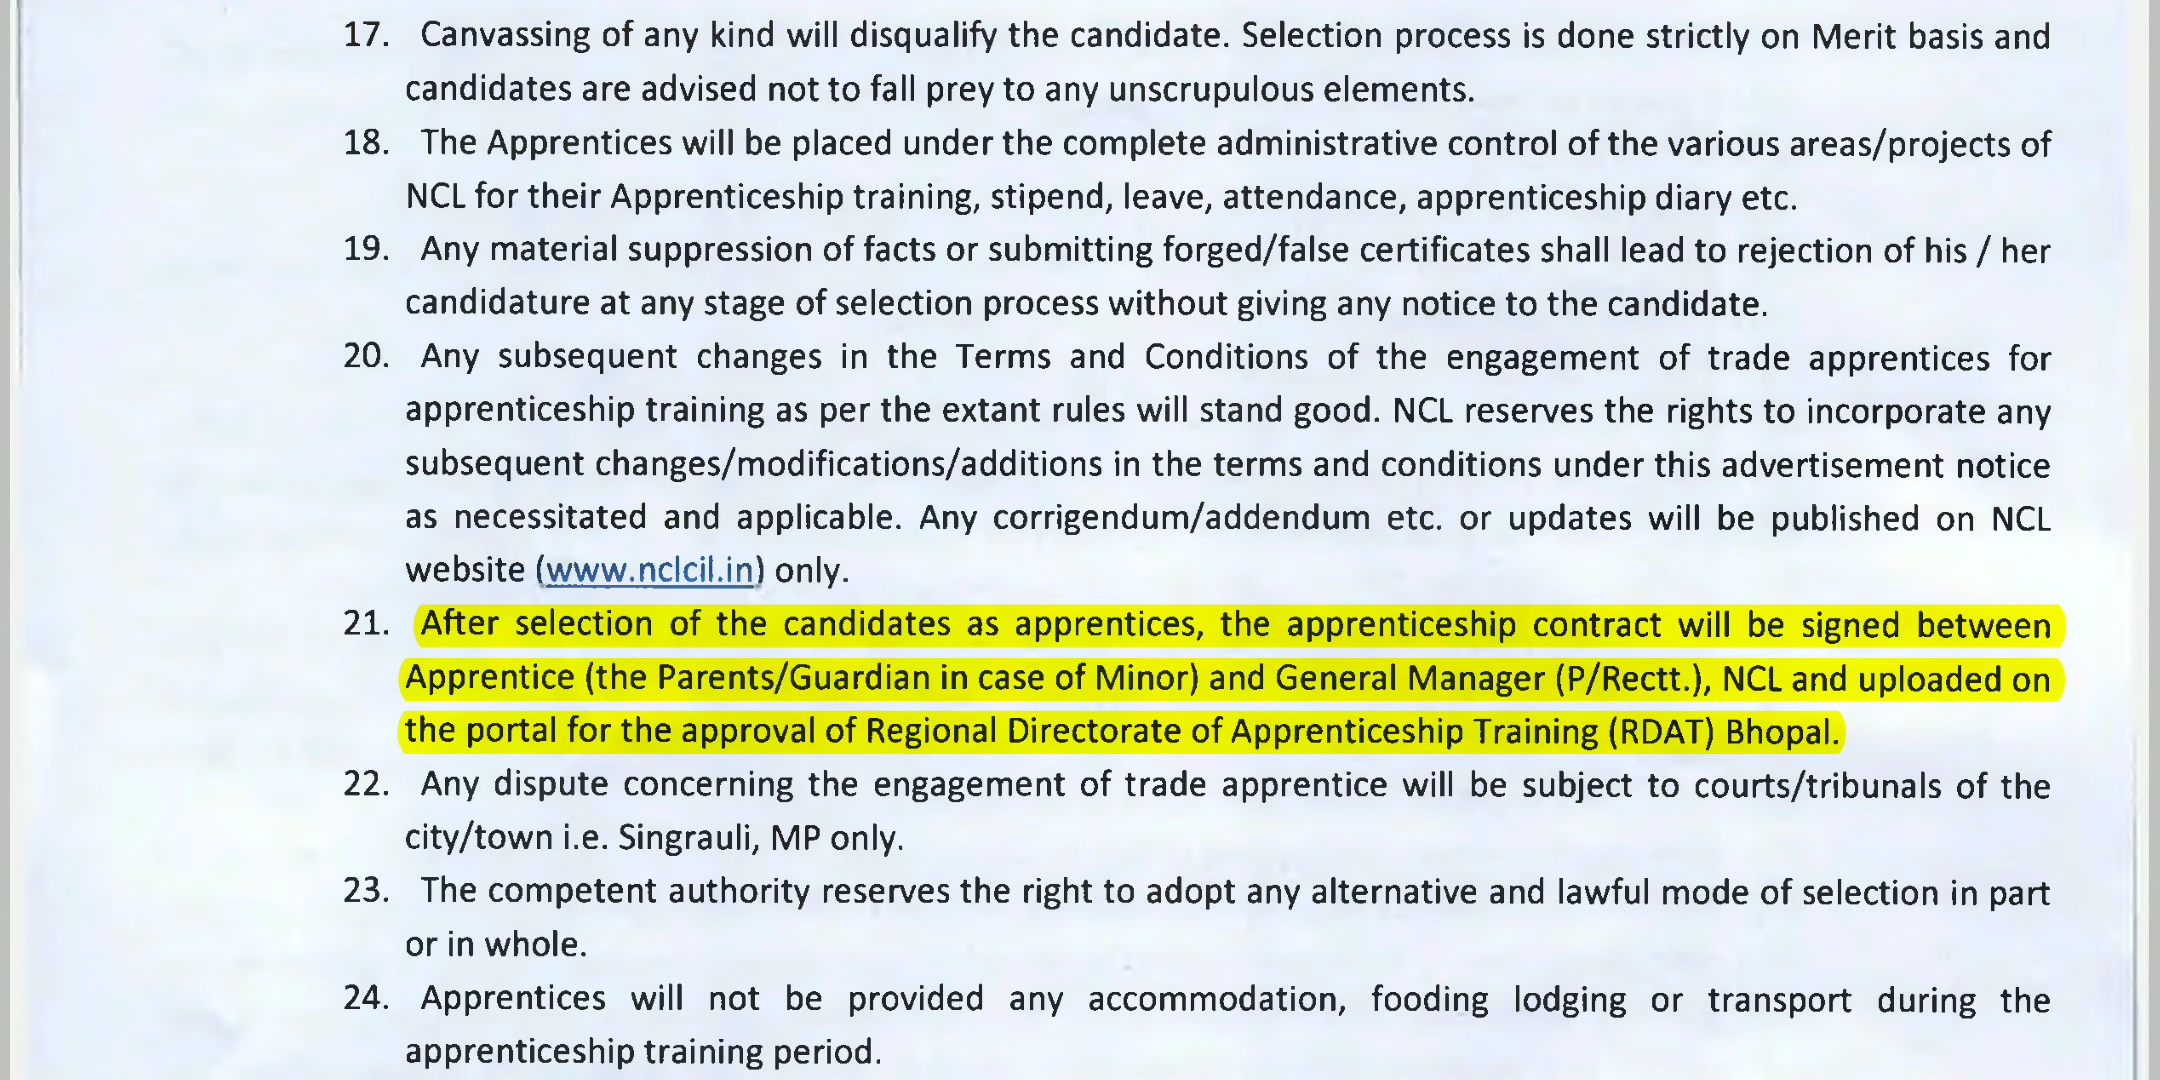 17. Canvassing of any kind will disqualify the candidate. Selection process is done strictly on Merit basis and
candidates are advised not to fall prey to any unscrupulous elements.
18. The Apprentices will be placed under the complete administrative control of the various areas/projects of
NCL for their Apprenticeship training, stipend, leave, attendance, apprenticeship diary etc.
19. Any material suppression of facts or submitting forged/false certificates shall lead to rejection of his / her
candidature at any stage of selection process without giving any notice to the candidate.
20. Any subsequent changes in the Terms and Conditions of the engagement of trade apprentices for
apprenticeship training as per the extant rules will stand good. NCL reserves the rights to incorporate any
subsequent changes/modifications/additions in the terms and conditions under this advertisement notice
as necessitated and applicable. Any corrigendum/addendum etc. or updates will be published on NCL
website (www.nclcil.in) only.
21. After selection of the candidates as apprentices, the apprenticeship contract will be signed between
Apprentice (the Parents/Guardian in case of Minor) and General Manager (P/Rectt.), NCL and uploaded on
the portal for the approval of Regional Directorate of Apprenticeship Training (RDAT) Bhopal.
22. Any dispute concerning the engagement of trade apprentice will be subject to courts/tribunals of the
city/town i.e. Singrauli, MP only.
23. The competent authority reserves the right to adopt any alternative and lawful mode of selection in part
or in whole.
24. Apprentices will not be provided any accommodation, fooding lodging or transport during the
apprenticeship training period.